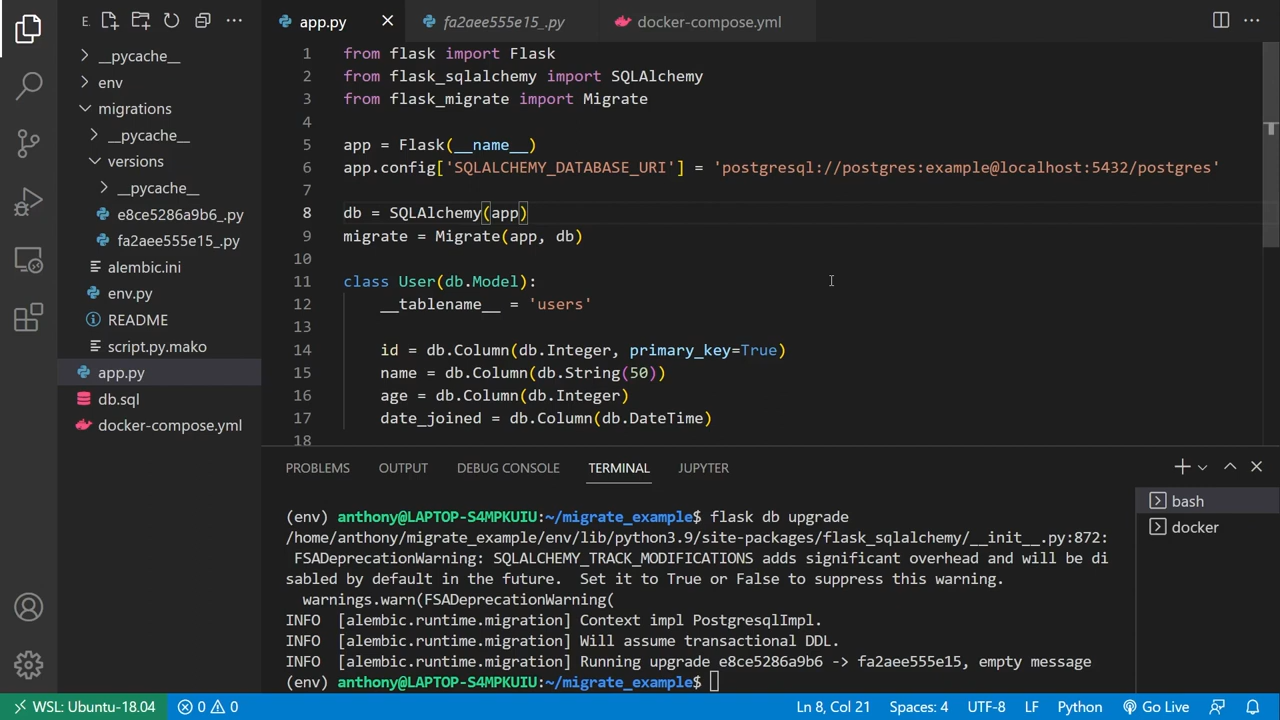 E.
app.py
fa2aee555e15_.py
docker-compose.yml
__pycache__
env
migrations
__pycache__
versions
__pycache__
e8ce5286a9b6_.py
fa2aee555e15_.py
alembic.ini
env.py
README
script.py.mako
app.py
db.sql
docker-compose.yml
1 from flask import Flask
2 from flask_sqlalchemy import SQLAlchemy
3 from flask_migrate import Migrate
4
5 app = Flask(__name__)
6 app.config['SQLALCHEMY_DATABASE_URI'] = 'postgresql://postgres:example@localhost:5432/postgres'
7
8 db = SQLAlchemy(app)
9 migrate = Migrate(app, db)
10
11 class User(db.Model):
12 __tablename__ = 'users'
13
14 id = db.Column(db.Integer, primary_key=True)
15 name = db.Column(db.String(50))
16 age = db.Column(db.Integer)
17 date_joined = db.Column(db.DateTime)
18
PROBLEMS OUTPUT DEBUG CONSOLE TERMINAL JUPYTER
(env) anthony@LAPTOP-S4MPKUIU:~/migrate_example$ flask db upgrade
/home/anthony/migrate_example/env/lib/python3.9/site-packages/flask_sqlalchemy/__init__.py:872:
FSADeprecationWarning: SQLALCHEMY_TRACK_MODIFICATIONS adds significant overhead and will be di
sabled by default in the future.  Set it to True or False to suppress this warning.
warnings.warn(FSADeprecationWarning(
INFO  [alembic.runtime.migration] Context impl PostgresqlImpl.
INFO  [alembic.runtime.migration] Will assume transactional DDL.
INFO  [alembic.runtime.migration] Running upgrade e8ce5286a9b6 -> fa2aee555e15, empty message
(env) anthony@LAPTOP-S4MPKUIU:~/migrate_example$
bash
docker
WSL: Ubuntu-18.04 0 0 Ln 8, Col 21 Spaces: 4 UTF-8 LF Python Go Live